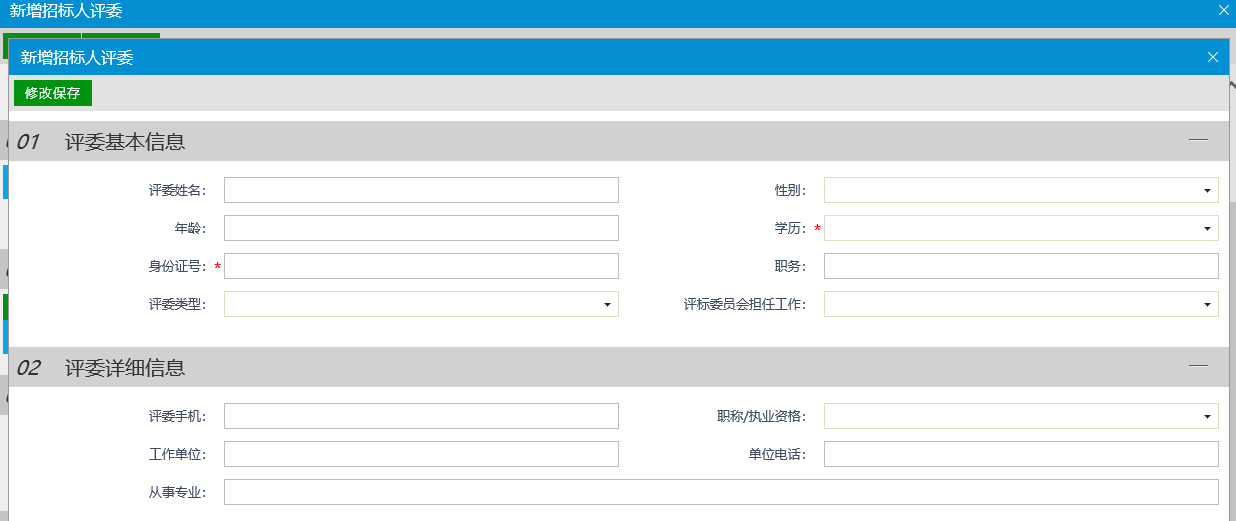 新增招标人评委
新增招标人评委
修改保存
01 评委基本信息
评委姓名: 性别:
年龄: 学历: *
身份证号: * 职务:
评委类型: 评标委员会担任工作:
02 评委详细信息
评委手机: 职称/执业资格:
工作单位: 单位电话:
从事专业: